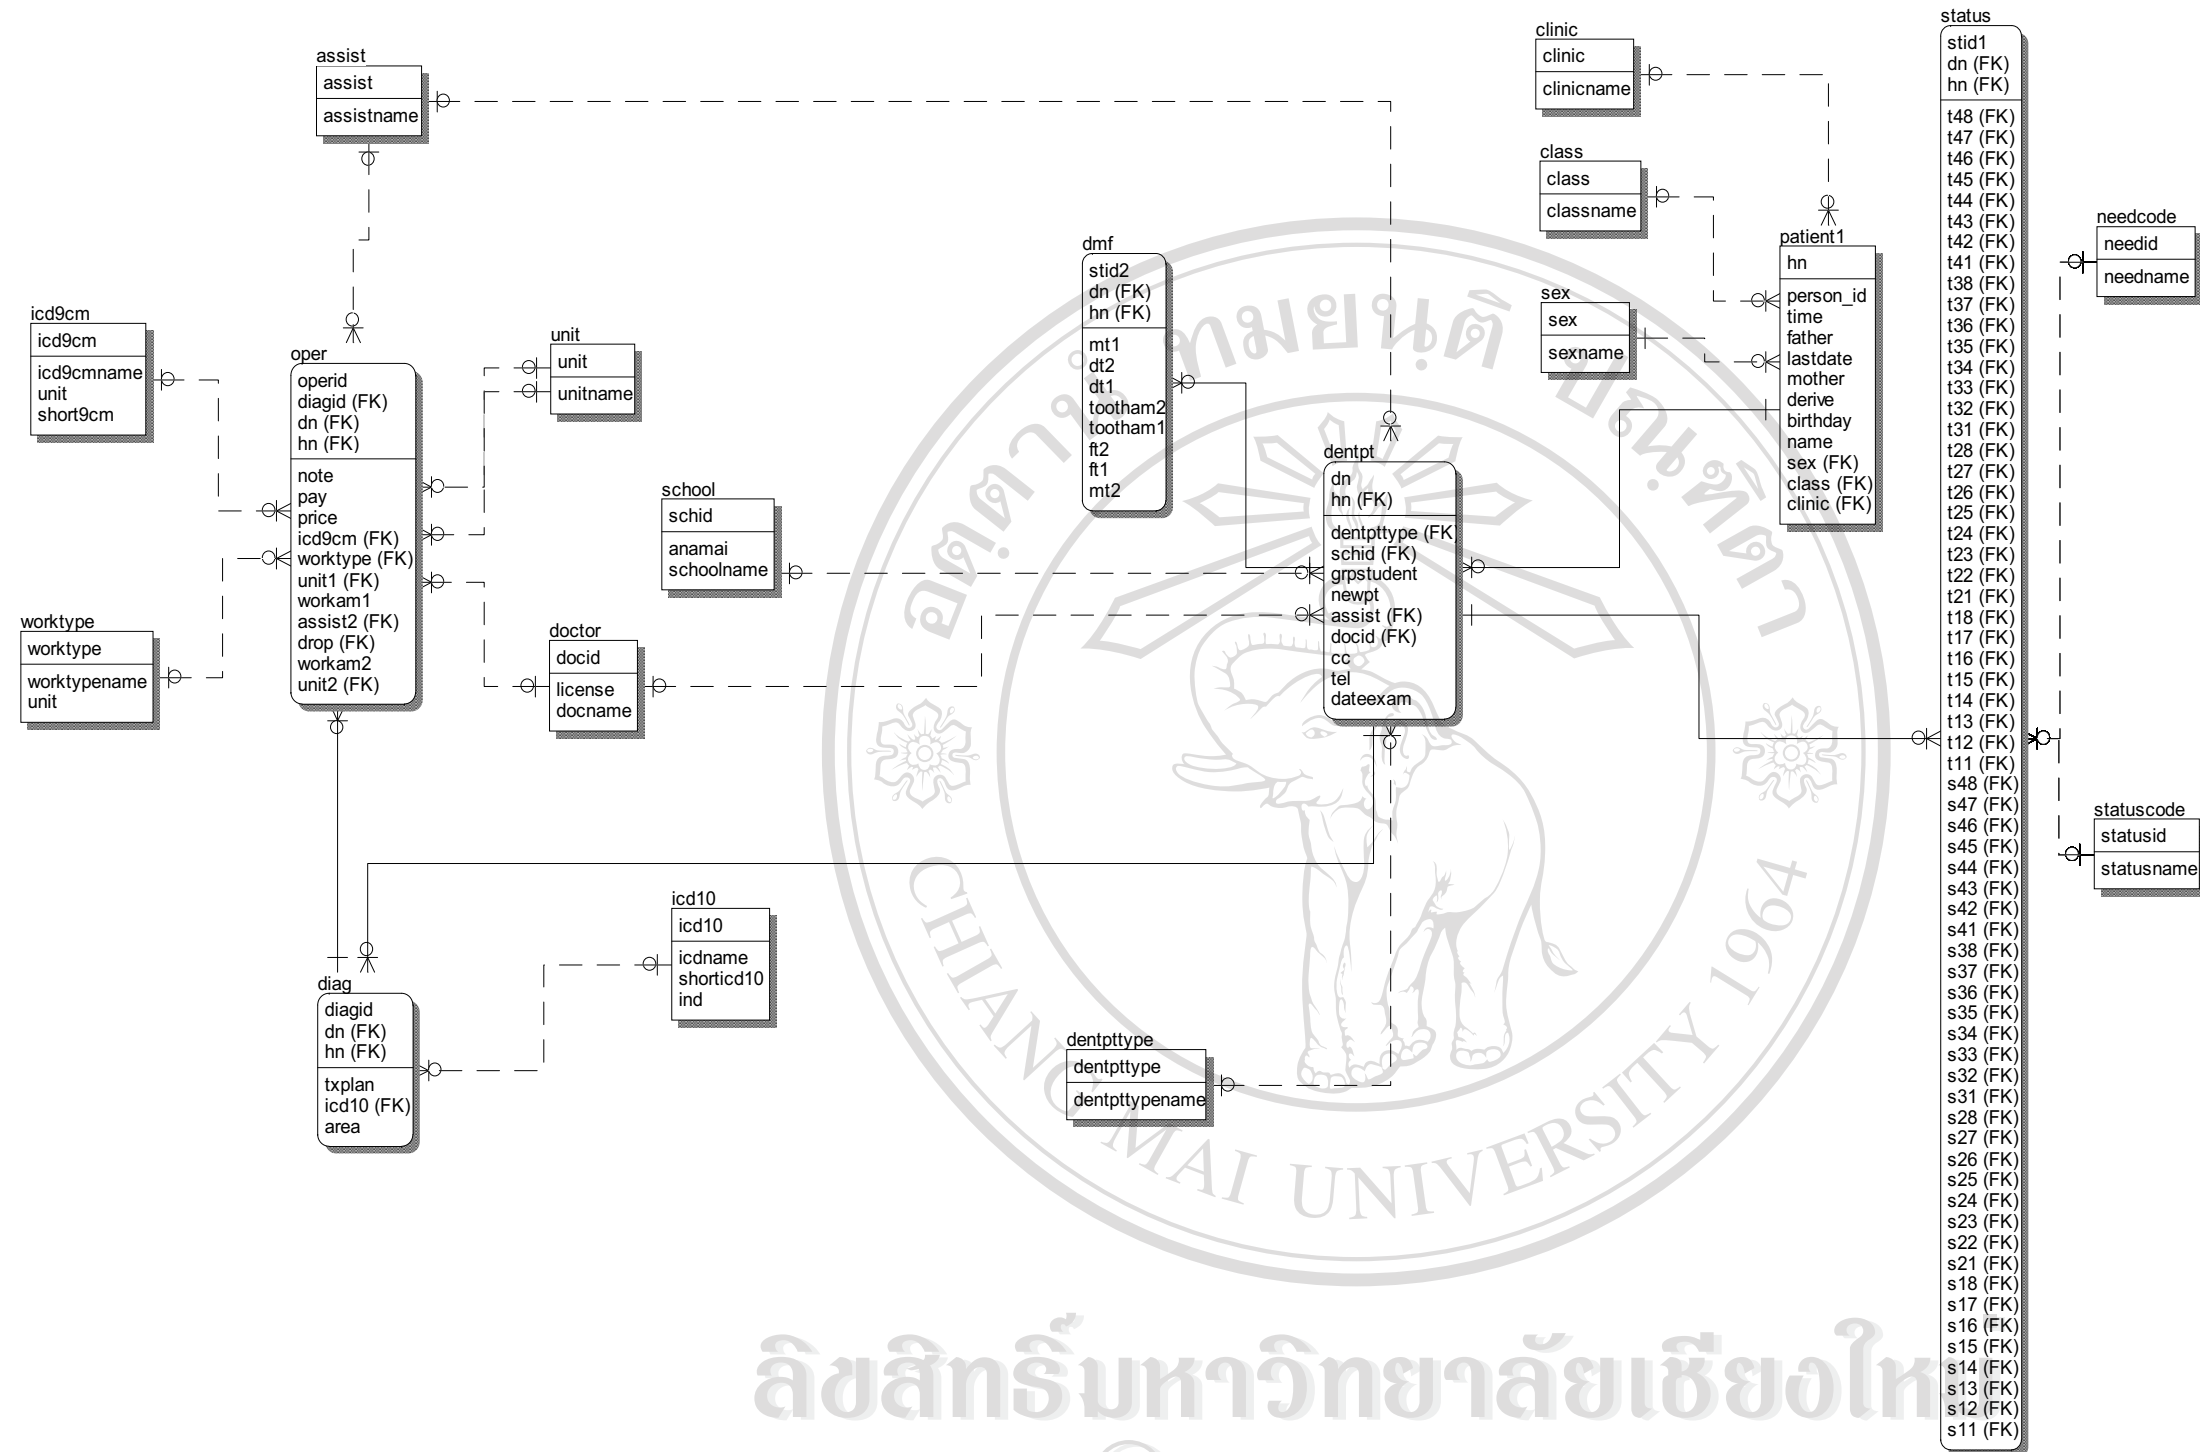 assist
assist
assistname
icd9cm
icd9cm
icd9cmname
unit
short9cm
worktype
worktype
worktypename
unit
oper
operid
diagid (FK)
dn (FK)
hn (FK)
note
pay
price
icd9cm (FK)
worktype (FK)
unit1 (FK)
workam1
assist2 (FK)
drop (FK)
workam2
unit2 (FK)
unit
unit
unitname
doctor
docid
license
docname
school
schid
anamai
schoolname
diag
diagid
dn (FK)
hn (FK)
txplan
icd10 (FK)
area
icd10
icd10
icdname
shorticd10
ind
dmf
stid2
dn (FK)
hn (FK)
mt1
dt2
dt1
tootham2
tootham1
ft2
ft1
mt2
dentpttype
dentpttype
dentpttypename
dentpt
dn
hn (FK)
dentpttype (FK)
schid (FK)
grpstudent
newpt
assist (FK)
docid (FK)
cc
tel
dateexam
clinic
clinic
clinicname
class
class
classname
sex
sex
sexname
patient1
hn
person_id
time
father
lastdate
mother
derive
birthday
name
sex (FK)
class (FK)
clinic (FK)
status
stid1
dn (FK)
hn (FK)
t48 (FK)
t47 (FK)
t46 (FK)
t45 (FK)
t44 (FK)
t43 (FK)
t42 (FK)
t41 (FK)
t38 (FK)
t37 (FK)
t36 (FK)
t35 (FK)
t34 (FK)
t33 (FK)
t32 (FK)
t31 (FK)
t28 (FK)
t27 (FK)
t26 (FK)
t25 (FK)
t24 (FK)
t23 (FK)
t22 (FK)
t21 (FK)
t18 (FK)
t17 (FK)
t16 (FK)
t15 (FK)
t14 (FK)
t13 (FK)
t12 (FK)
t11 (FK)
s48 (FK)
s47 (FK)
s46 (FK)
s45 (FK)
s44 (FK)
s43 (FK)
s42 (FK)
s41 (FK)
s38 (FK)
s37 (FK)
s36 (FK)
s35 (FK)
s34 (FK)
s33 (FK)
s32 (FK)
s31 (FK)
s28 (FK)
s27 (FK)
s26 (FK)
s25 (FK)
s24 (FK)
s23 (FK)
s22 (FK)
s21 (FK)
s18 (FK)
s17 (FK)
s16 (FK)
s15 (FK)
s14 (FK)
s13 (FK)
s12 (FK)
s11 (FK)
needcode
needid
needname
statuscode
statusid
statusname
อตฺตานํ ทมยนฺติ ปณฺฑิตา
CHIANG MAI UNIVERSITY 1964
ลิขสิทธิ์มหาวิทยาลัยเชียงใหม่